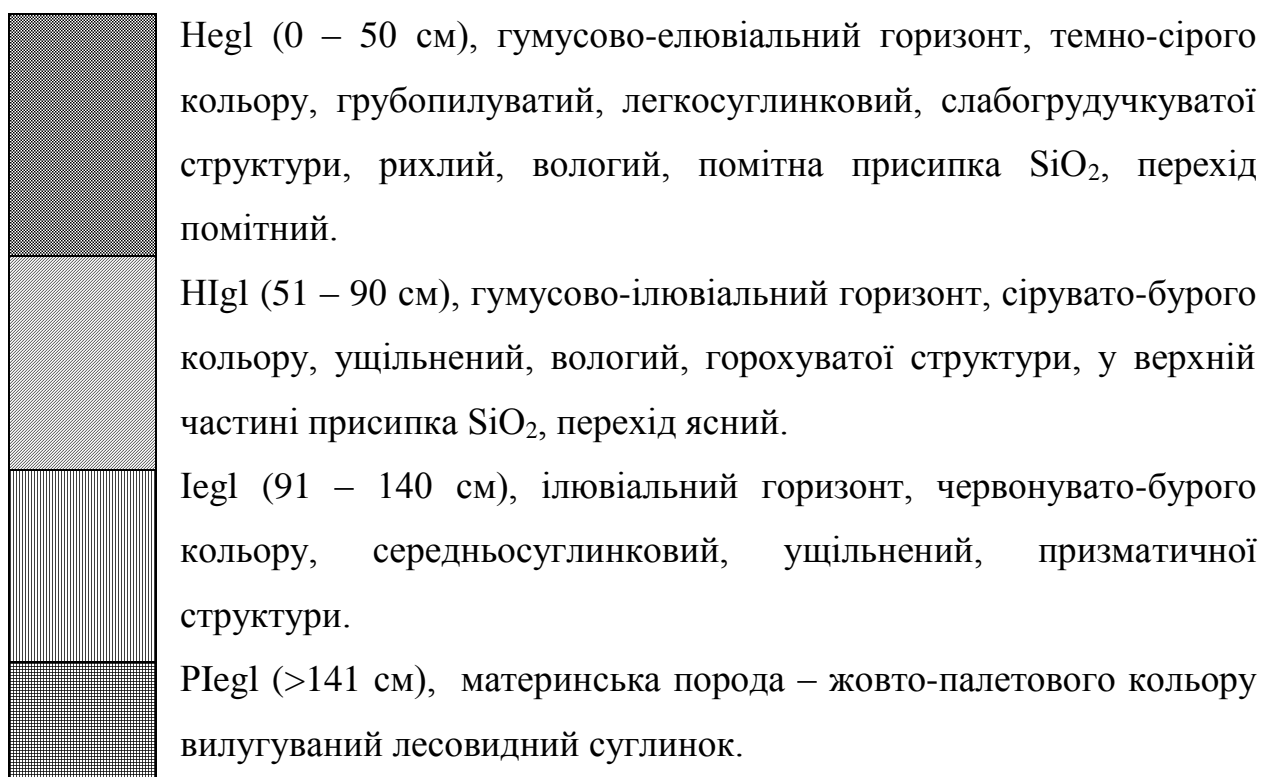 Hegl (0 – 50 см), гумусово-елювіальний горизонт, темно-сірого
кольору, грубопилуватий, легкосуглинковий, слабогрудучкуватої
структури, рихлий, вологий, помітна присипка SiO₂, перехід
помітний.
HIgl (51 – 90 см), гумусово-ілювіальний горизонт, сірувато-бурого
кольору, ущільнений, вологий, горохуватої структури, у верхній
частині присипка SiO₂, перехід ясний.
Iegl (91 – 140 см), ілювіальний горизонт, червонувато-бурого
кольору, середньосуглинковий, ущільнений, призматичної
структури.
PIegl (>141 см), материнська порода – жовто-палетового кольору
вилугуваний лесовидний суглинок.